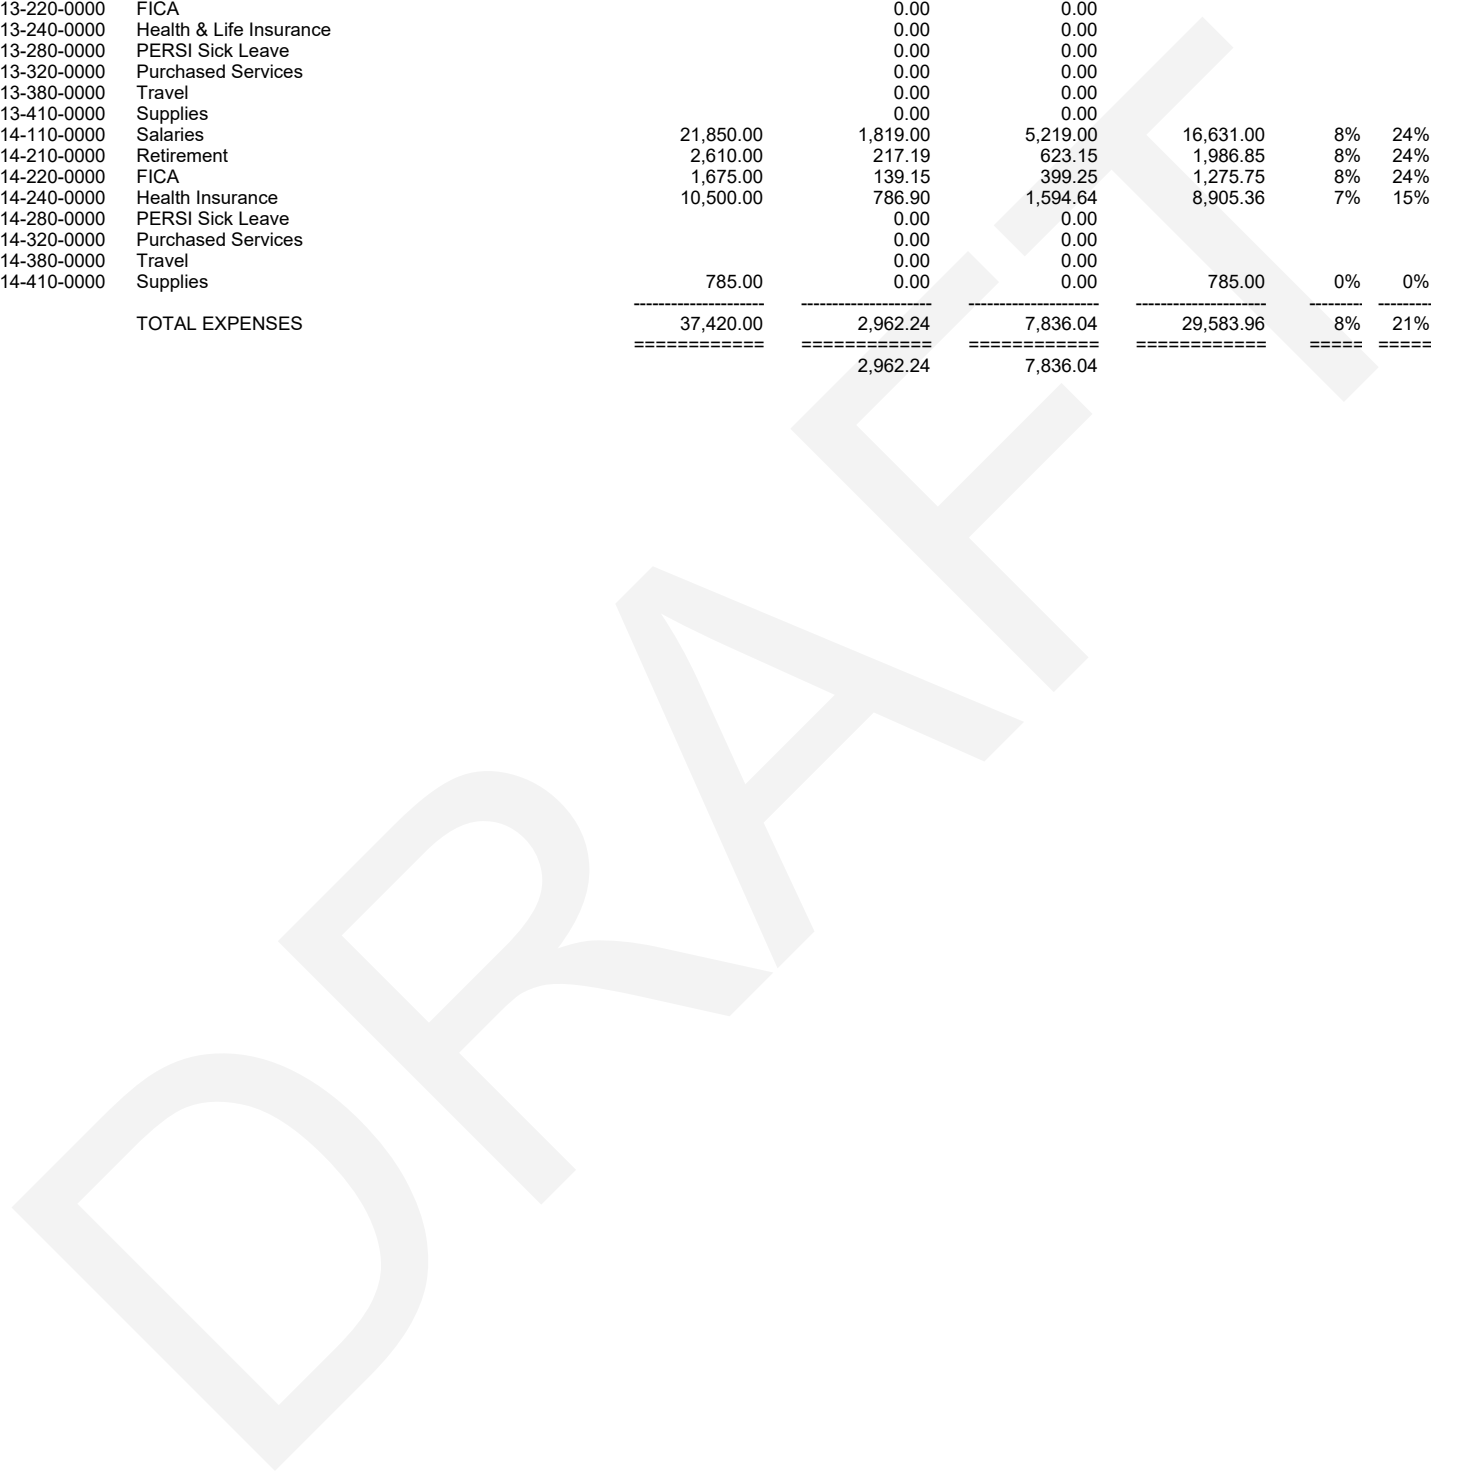 13-220-0000 FICA 0.00 0.00
13-240-0000 Health & Life Insurance 0.00 0.00
13-280-0000 PERSI Sick Leave 0.00 0.00
13-320-0000 Purchased Services 0.00 0.00
13-380-0000 Travel 0.00 0.00
13-410-0000 Supplies 0.00 0.00
14-110-0000 Salaries 21,850.00 1,819.00 5,219.00 16,631.00 8% 24%
14-210-0000 Retirement 2,610.00 217.19 623.15 1,986.85 8% 24%
14-220-0000 FICA 1,675.00 139.15 399.25 1,275.75 8% 24%
14-240-0000 Health Insurance 10,500.00 786.90 1,594.64 8,905.36 7% 15%
14-280-0000 PERSI Sick Leave 0.00 0.00
14-320-0000 Purchased Services 0.00 0.00
14-380-0000 Travel 0.00 0.00
14-410-0000 Supplies 785.00 0.00 0.00 785.00 0% 0%
--------------------- --------------------- --------------------- --------------------- -------- --------
TOTAL EXPENSES 37,420.00 2,962.24 7,836.04 29,583.96 8% 21%
============ ============ ============ ============ ===== =====
2,962.24 7,836.04
DRAFT